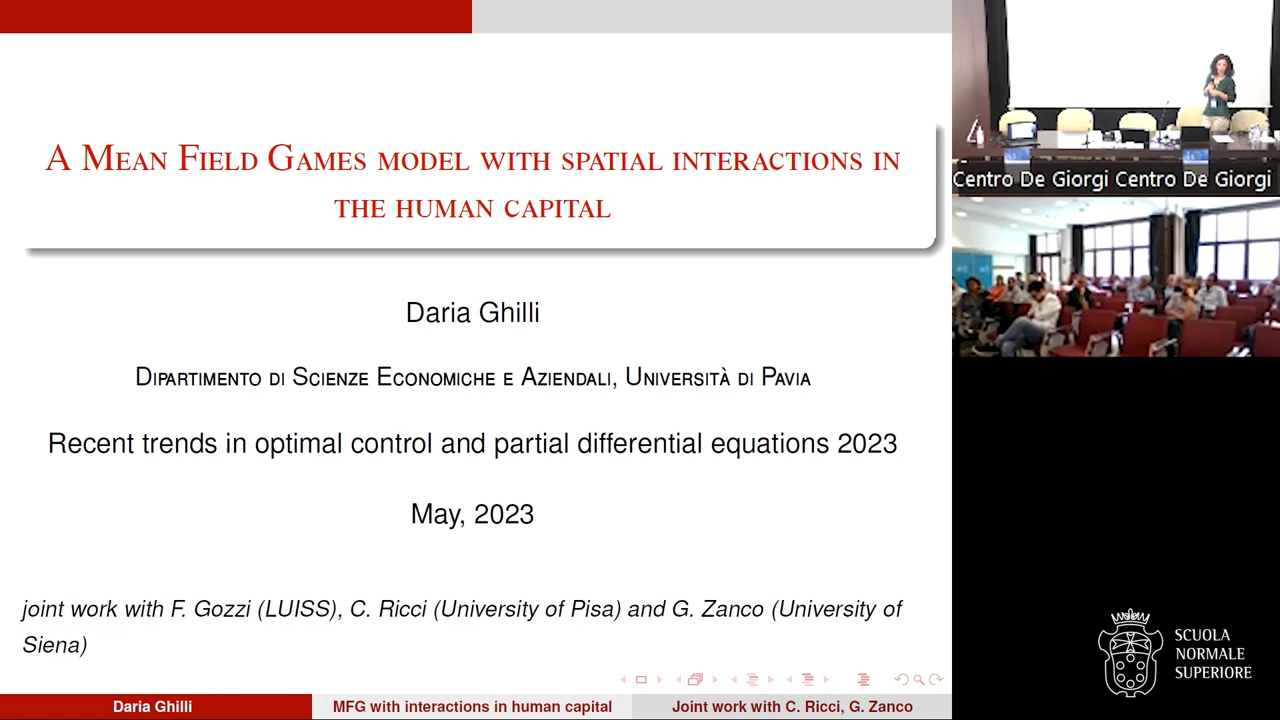 A Mean Field Games model with spatial interactions in
the human capital
Daria Ghilli
Dipartimento di Scienze Economiche e Aziendali, Università di Pavia
Recent trends in optimal control and partial differential equations 2023
May, 2023
joint work with F. Gozzi (LUISS), C. Ricci (University of Pisa) and G. Zanco (University of
Siena)
Daria Ghilli
MFG with interactions in human capital
Joint work with C. Ricci, G. Zanco
Centro De Giorgi Centro De Giorgi
SCUOLA
NORMALE
SUPERIORE